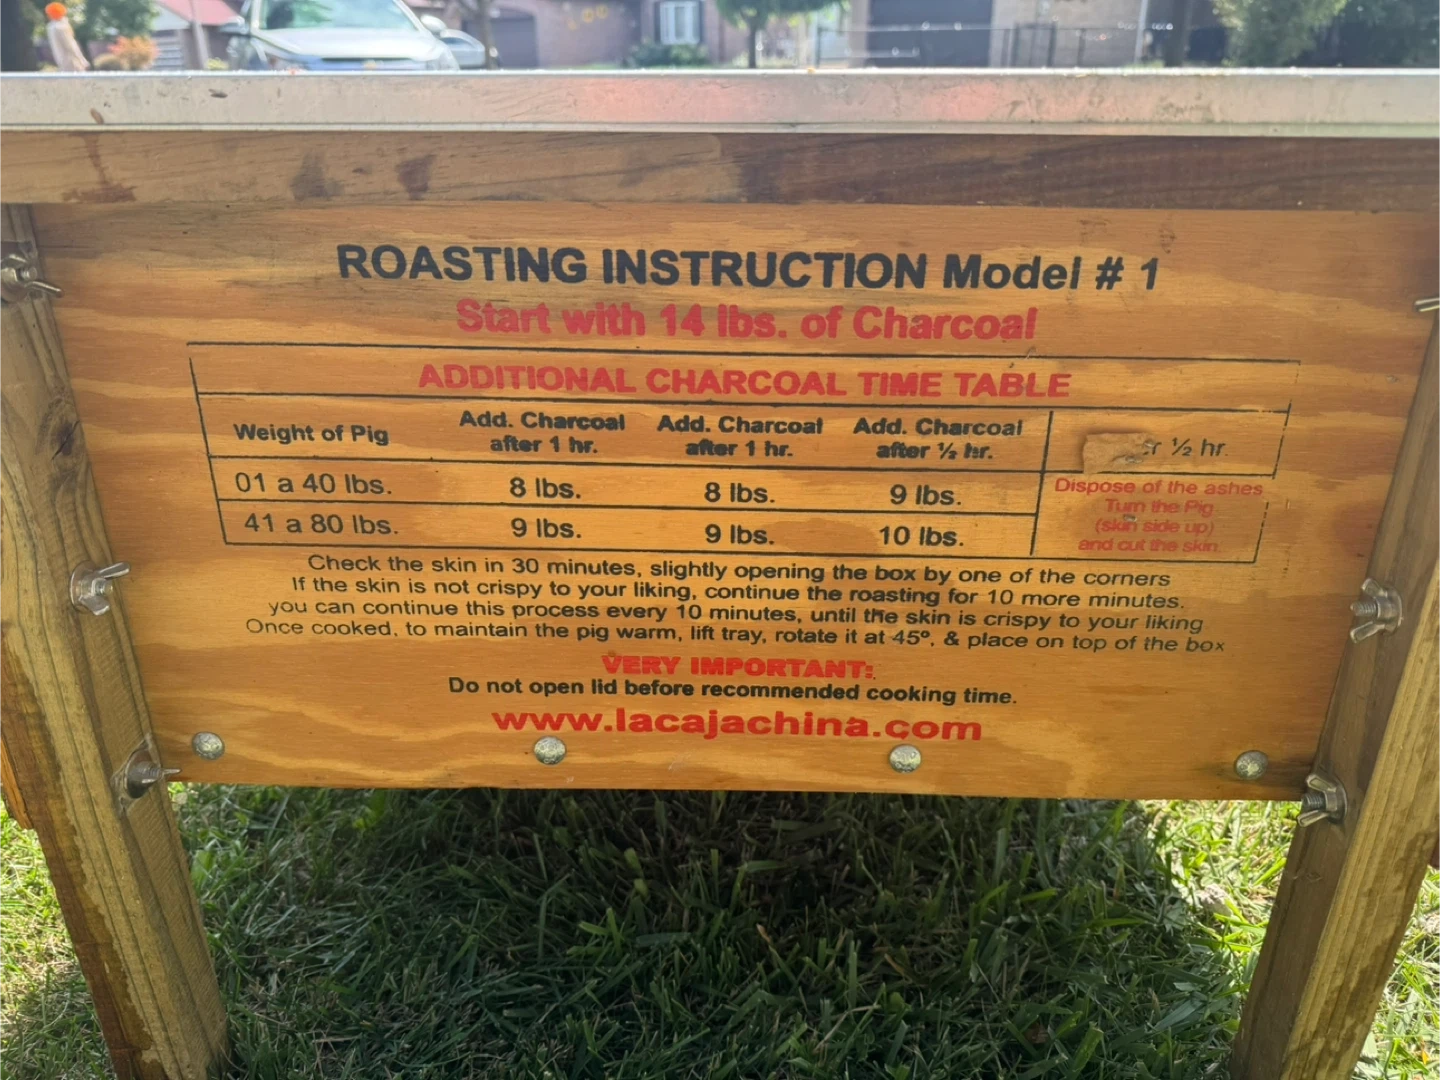 ROASTING INSTRUCTION Model # 1
Start with 14 lbs. of Charcoal
ADDITIONAL CHARCOAL TIME TABLE
Weight of Pig
Add. Charcoal
after 1 hr.
Add. Charcoal
after 1 hr.
Add. Charcoal
after ½ hr.
r ½ hr.
01 a 40 lbs. 8 lbs. 8 lbs. 9 lbs.
41 a 80 lbs. 9 lbs. 9 lbs. 10 lbs.
Dispose of the ashes
Turn the Pig
(skin side up)
and cut the skin.
Check the skin in 30 minutes, slightly opening the box by one of the corners
If the skin is not crispy to your liking, continue the roasting for 10 more minutes.
you can continue this process every 10 minutes, until the skin is crispy to your liking
Once cooked, to maintain the pig warm, lift tray, rotate it at 45º, & place on top of the box
VERY IMPORTANT:
Do not open lid before recommended cooking time.
www.lacajachina.com